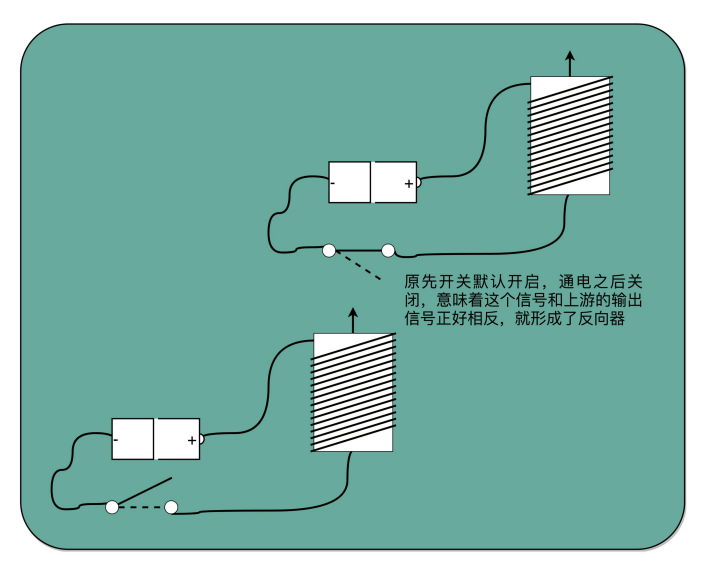 - +
原先开关默认开启，通电之后关
闭，意味着这个信号和上游的输出
信号正好相反，就形成了反向器
- +